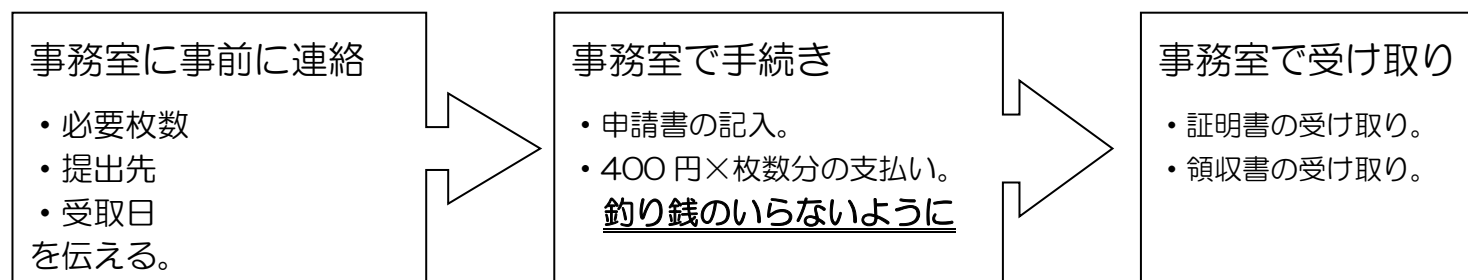 事務室に事前に連絡
・必要枚数
・提出先
・受取日
を伝える。
事務室で手続き
・申請書の記入。
・400円×枚数分の支払い。
釣り銭のいらないように
事務室で受け取り
・証明書の受け取り。
・領収書の受け取り。